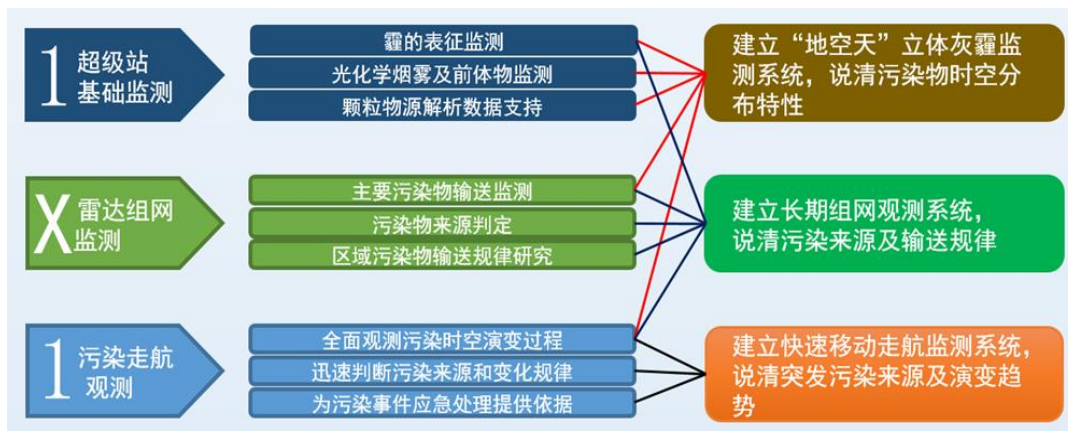 1
超级站
基础监测
霾的表征监测
光化学烟雾及前体物监测
颗粒物源解析数据支持
建立“地空天”立体灰霾监
测系统，说清污染物时空分
布特性
X
雷达组网
监测
主要污染物输送监测
污染物来源判定
区域污染物输送规律研究
建立长期组网观测系统，
说清污染来源及输送规律
1
污染走航
观测
全面观测污染时空演变过程
迅速判断污染来源和变化规律
为污染事件应急处理提供依据
建立快速移动走航监测系统，
说清突发污染来源及演变趋
势